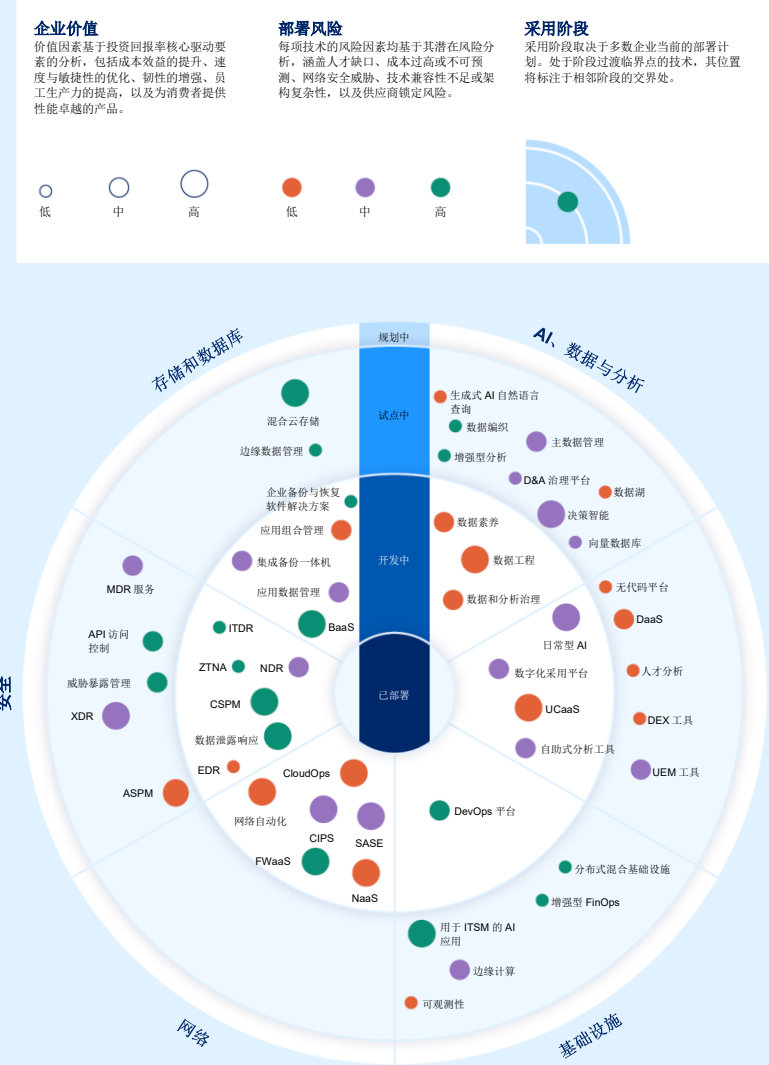 企业价值
价值因素基于投资回报率核心驱动要
素的分析，包括成本效益的提升、速
度与敏捷性的优化、韧性的增强、员
工生产力的提高，以及为消费者提供
性能卓越的产品。
部署风险
每项技术的风险因素均基于其潜在风险分
析，涵盖人才缺口、成本过高或不可预
测、网络安全威胁、技术兼容性不足或架
构复杂性，以及供应商锁定风险。
采用阶段
采用阶段取决于多数企业当前的部署计
划。处于阶段过渡临界点的技术，其位置
将标注于相邻阶段的交界处。
低
中
高
低
中
高
存储和数据库
AI、数据与分析
规划中
试点中
开发中
已部署
混合云存储
边缘数据管理
企业备份与恢复
软件解决方案
应用组合管理
集成备份一体机
应用数据管理
BaaS
生成式 AI 自然语言
查询
数据编织
主数据管理
增强型分析
D&A 治理平台
数据湖
决策智能
数据素养
向量数据库
数据工程
数据和分析治理
无代码平台
DaaS
日常型 AI
人才分析
数字化采用平台
UCaaS
DEX 工具
自助式分析工具
UEM 工具
安全
MDR 服务
API 访问
控制
威胁暴露管理
XDR
ASPM
ITDR
ZTNA
NDR
CSPM
数据泄露响应
EDR
CloudOps
网络自动化
CIPS
SASE
FWaaS
NaaS
DevOps 平台
分布式混合基础设施
增强型 FinOps
用于 ITSM 的 AI
应用
边缘计算
可观测性
网络
基础设施